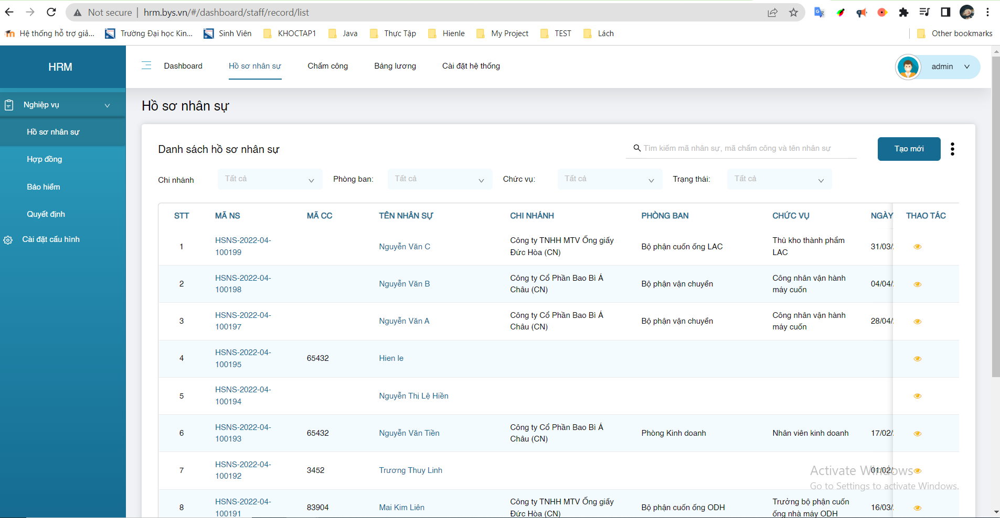 Not secure | hrm.bys.vn/#/dashboard/staff/record/list
Hệ thống hỗ trợ giả... Trường Đại học Kin... Sinh Viên KHOCTAP1 Java Thực Tập Hienle My Project TEST Lách Other bookmarks
HRM
Dashboard Hồ sơ nhân sự Chấm công Bảng lương Cài đặt hệ thống admin
Nghiệp vụ
Hồ sơ nhân sự
Hợp đồng
Bảo hiểm
Quyết định
Cài đặt cấu hình
Hồ sơ nhân sự
Danh sách hồ sơ nhân sự
Tìm kiếm mã nhân sự, mã chấm công và tên nhân sự
Tạo mới
Chi nhánh Tất cả Phòng ban: Tất cả Chức vụ: Tất cả Trạng thái: Tất cả
STT MÃ NS MÃ CC TÊN NHÂN SỰ CHI NHÁNH PHÒNG BAN CHỨC VỤ NGÀY THAO TÁC
1 HSNS-2022-04-100199 Nguyễn Văn C Công ty TNHH MTV Ống giấy Đức Hòa (CN) Bộ phận cuốn ống LAC Thủ kho thành phẩm LAC 31/03/
2 HSNS-2022-04-100198 Nguyễn Văn B Công ty Cổ Phần Bao Bì Á Châu (CN) Bộ phận vận chuyển Công nhân vận hành máy cuốn 04/04/
3 HSNS-2022-04-100197 Nguyễn Văn A Công ty Cổ Phần Bao Bì Á Châu (CN) Bộ phận vận chuyển Công nhân vận hành máy cuốn 28/04/
4 HSNS-2022-04-100195 65432 Hien le
5 HSNS-2022-04-100194 Nguyễn Thị Lệ Hiền
6 HSNS-2022-04-100193 65432 Nguyễn Văn Tiền Công ty Cổ Phần Bao Bì Á Châu (CN) Phòng Kinh doanh Nhân viên kinh doanh 17/02/
7 HSNS-2022-04-100192 3452 Trương Thuy Linh 01/02/
8 HSNS-2022-04-100191 83904 Mai Kim Liên Công ty TNHH MTV Ống giấy Đức Hòa (CN) Bộ phận cuốn ống ODH Trưởng bộ phận cuốn ống nhà máy ODH 16/03/
Activate Windows
Go to Settings to activate Windows.